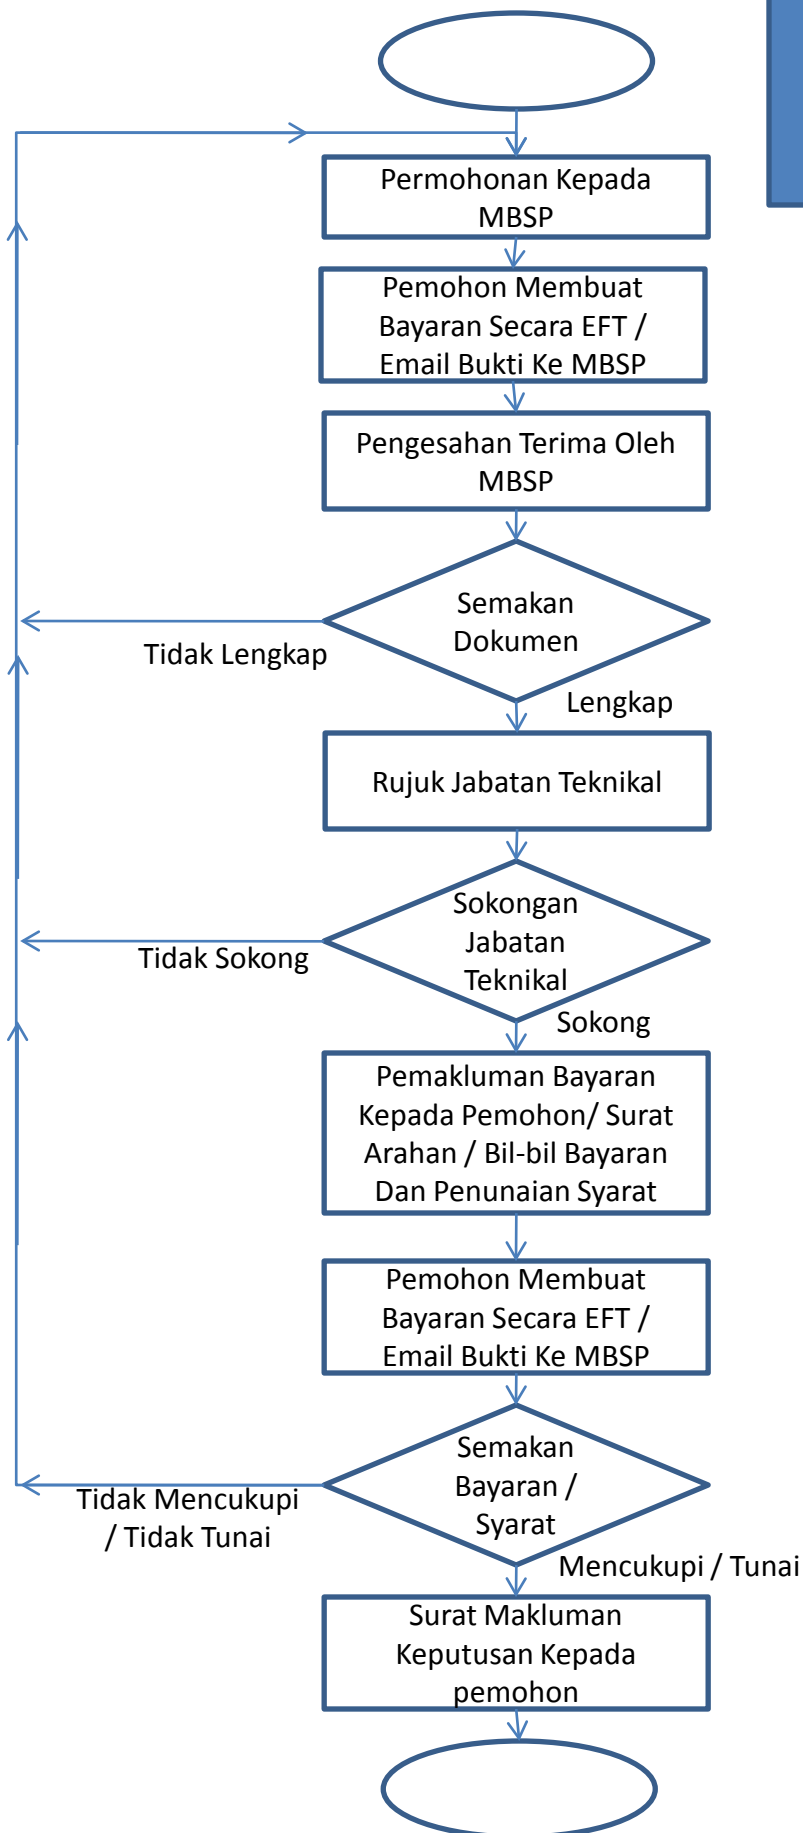 Permohonan Kepada
MBSP
Pemohon Membuat
Bayaran Secara EFT /
Email Bukti Ke MBSP
Pengesahan Terima Oleh
MBSP
Semakan
Dokumen
Tidak Lengkap
Lengkap
Rujuk Jabatan Teknikal
Sokongan
Jabatan
Teknikal
Tidak Sokong
Sokong
Pemakluman Bayaran
Kepada Pemohon/ Surat
Arahan / Bil-bil Bayaran
Dan Penunaian Syarat
Pemohon Membuat
Bayaran Secara EFT /
Email Bukti Ke MBSP
Semakan
Bayaran /
Syarat
Tidak Mencukupi
/ Tidak Tunai
Mencukupi / Tunai
Surat Makluman
Keputusan Kepada
pemohon